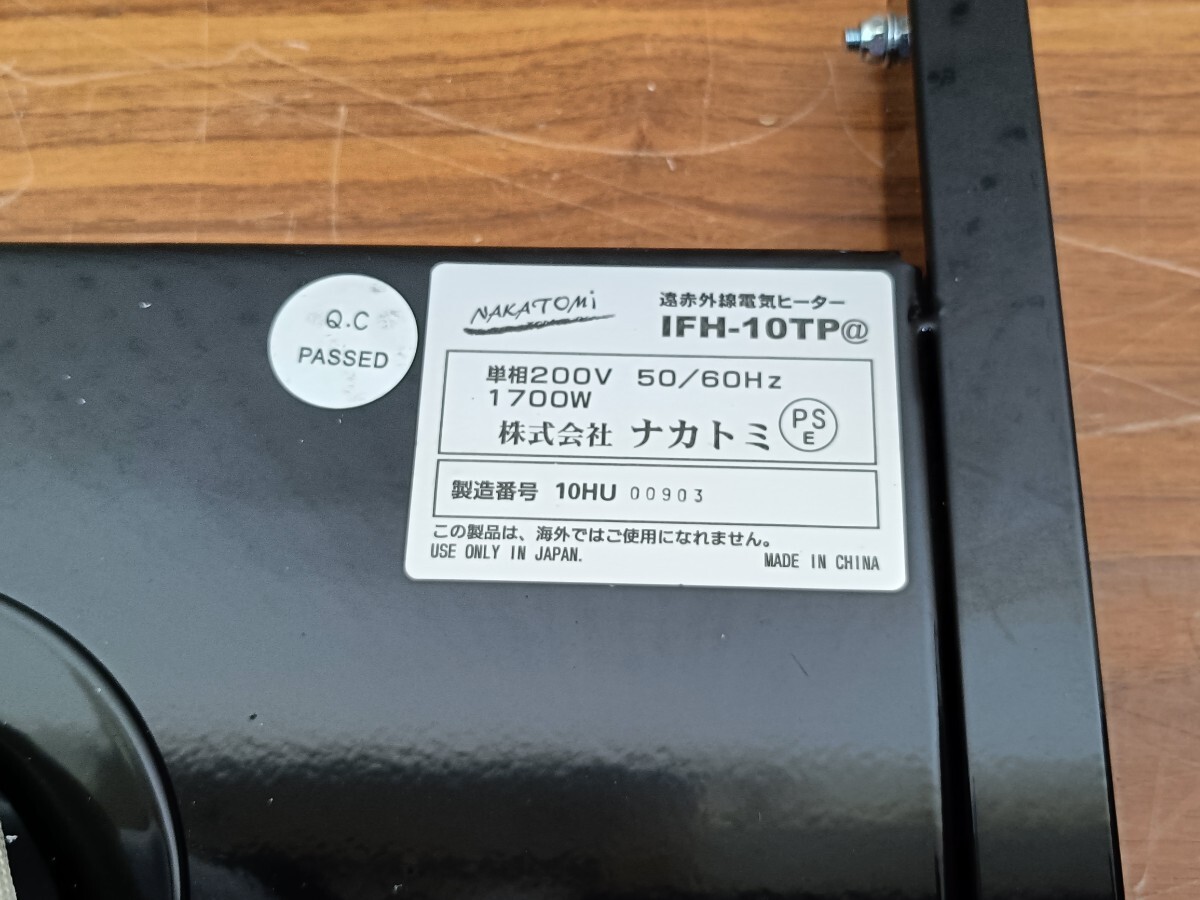 Q.C
PASSED
NAKATOMi
遠赤外線電気ヒーター
IFH-10TP@
単相200V 50/60Hz
1700W
株式会社 ナカトミ
PS
E
製造番号 10HU 00903
この製品は、海外ではご使用になれません。
USE ONLY IN JAPAN.
MADE IN CHINA